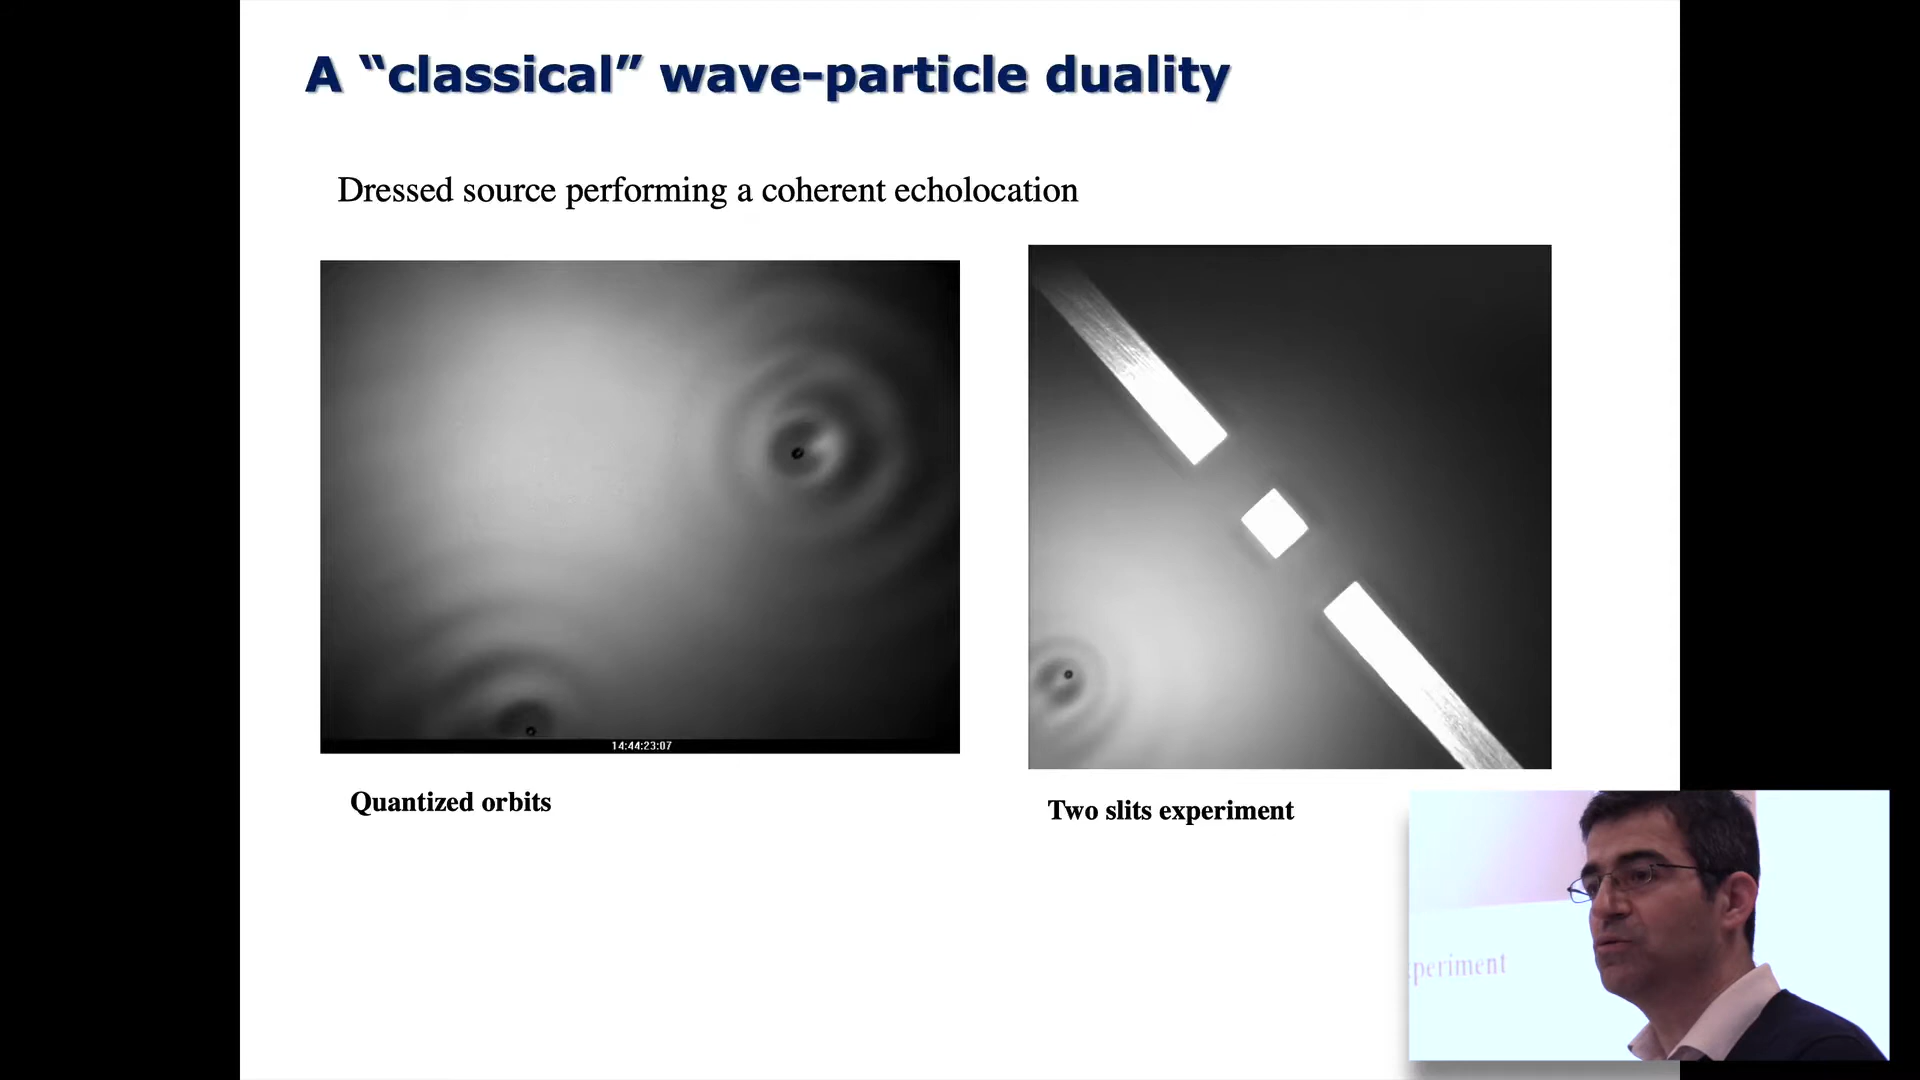 A “classical” wave-particle duality
Dressed source performing a coherent echolocation
14:44:23:07
Quantized orbits
Two slits experiment
periment